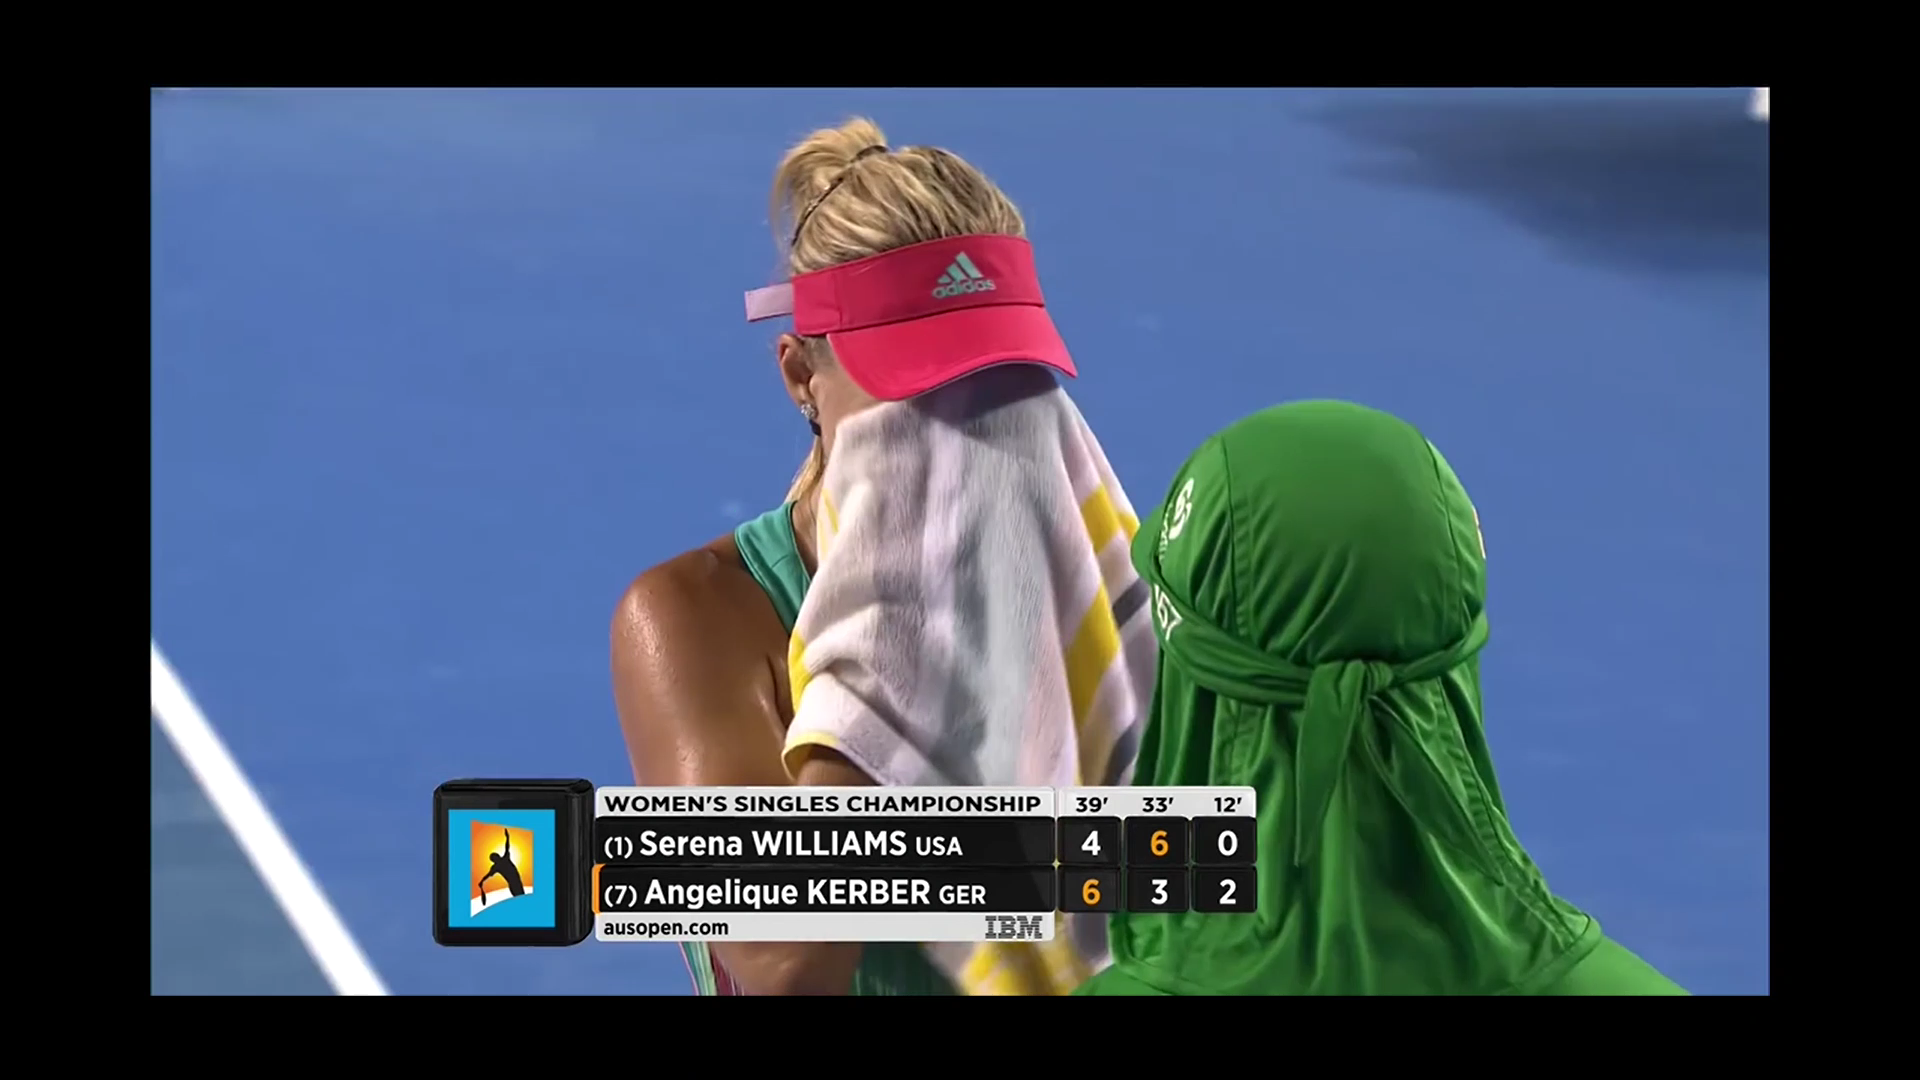 adidas
67
WOMEN'S SINGLES CHAMPIONSHIP 39' 33' 12'
(1) Serena WILLIAMS USA 4 6 0
(7) Angelique KERBER GER 6 3 2
ausopen.com IBM